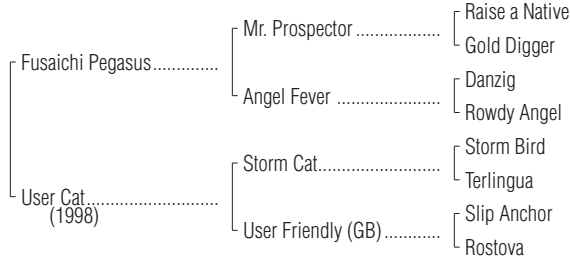 Raise a Native
Mr. Prospector ..................
Gold Digger
Fusaichi Pegasus..............
Danzig
Angel Fever ......................
Rowdy Angel
Storm Bird
Storm Cat..........................
Terlingua
User Cat............................
(1998)
Slip Anchor
User Friendly (GB)............
Rostova